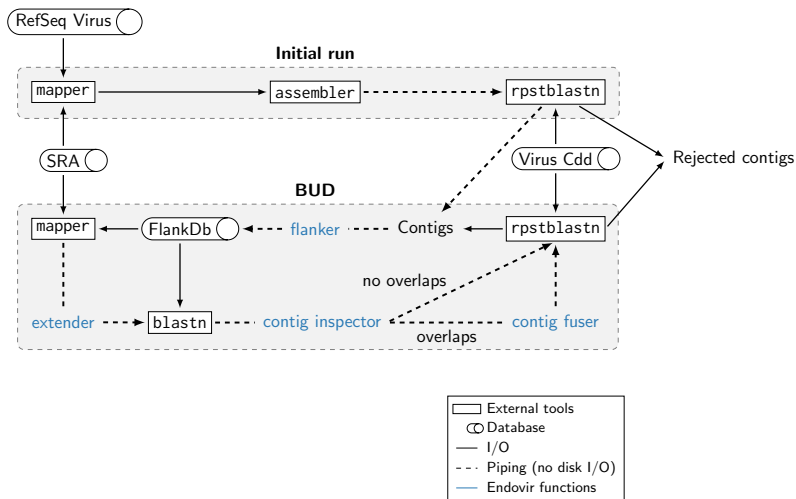 RefSeq Virus
Initial run
mapper
assembler
rpstblastn
SRA
Virus Cdd
Rejected contigs
BUD
mapper
FlankDb
flanker
Contigs
rpstblastn
no overlaps
extender
blastn
contig inspector
overlaps
contig fuser
External tools
Database
I/O
Piping (no disk I/O)
Endovir functions